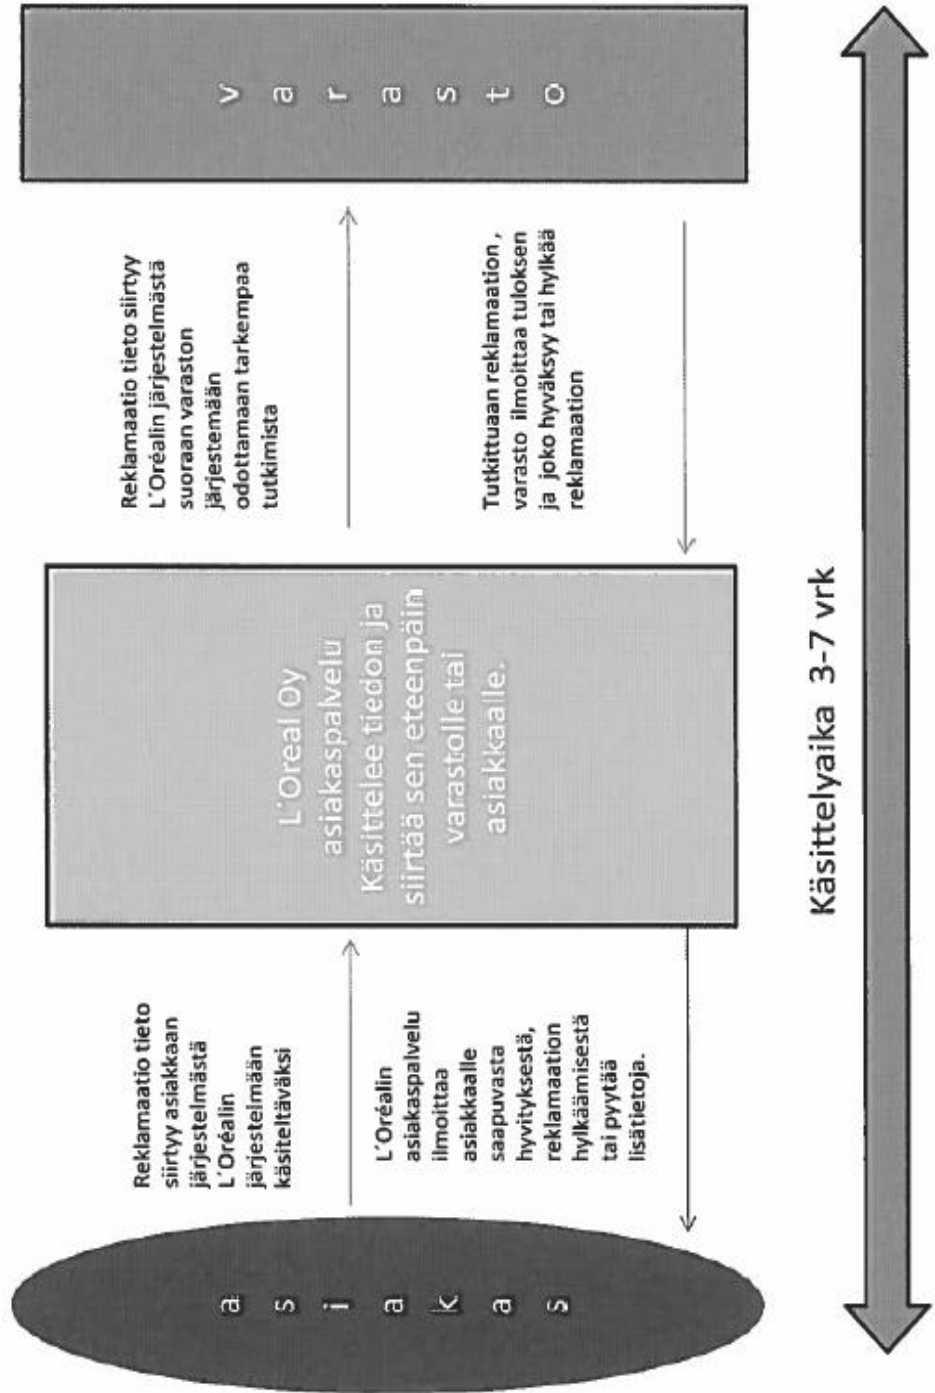 a
s
i
a
k
a
s
Reklamaatio tieto
siirtyy asiakkaan
järjestelmästä
L´Oréalin
järjestelmään
käsiteltäväksi
L´Oréalin
asiakaspalvelu
ilmoittaa
asiakkaalle
saapuvasta
hyvityksestä,
reklamaation
hylkäämisestä
tai pyytää
lisätietoja.
L´Oreal Oy
asiakaspalvelu
Käsittelee tiedon ja
siirtää sen eteenpäin
varastolle tai
asiakkaalle.
Reklamaatio tieto siirtyy
L´Oréalin järjestelmästä
suoraan varaston
järjestemään
odottamaan tarkempaa
tutkimista
Tutkittuaan reklamaation ,
varasto ilmoittaa tuloksen
ja joko hyväksyy tai hylkää
reklamaation
v
a
r
a
s
t
o
Käsittelyaika 3-7 vrk